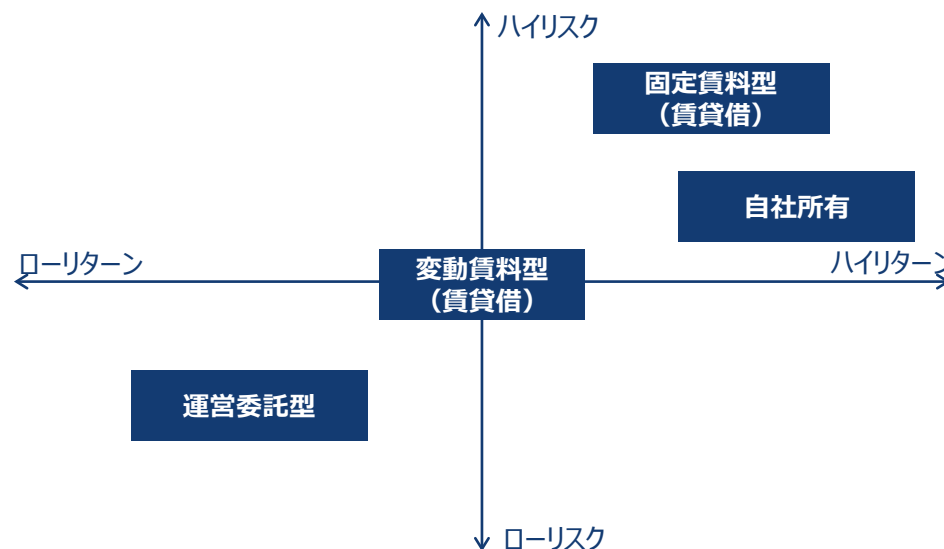 ハイリスク
固定賃料型
（賃貸借）
自社所有
ローリターン
変動賃料型
（賃貸借）
ハイリターン
運営委託型
ローリスク